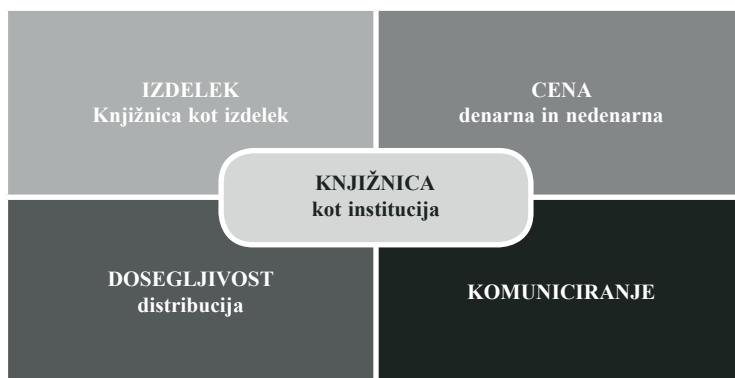 IZDELEK
Knjižnica kot izdelek
CENA
denarna in nedenarna
KNJIŽNICA
kot institucija
DOSEGLJIVOST
distribucija
KOMUNICIRANJE